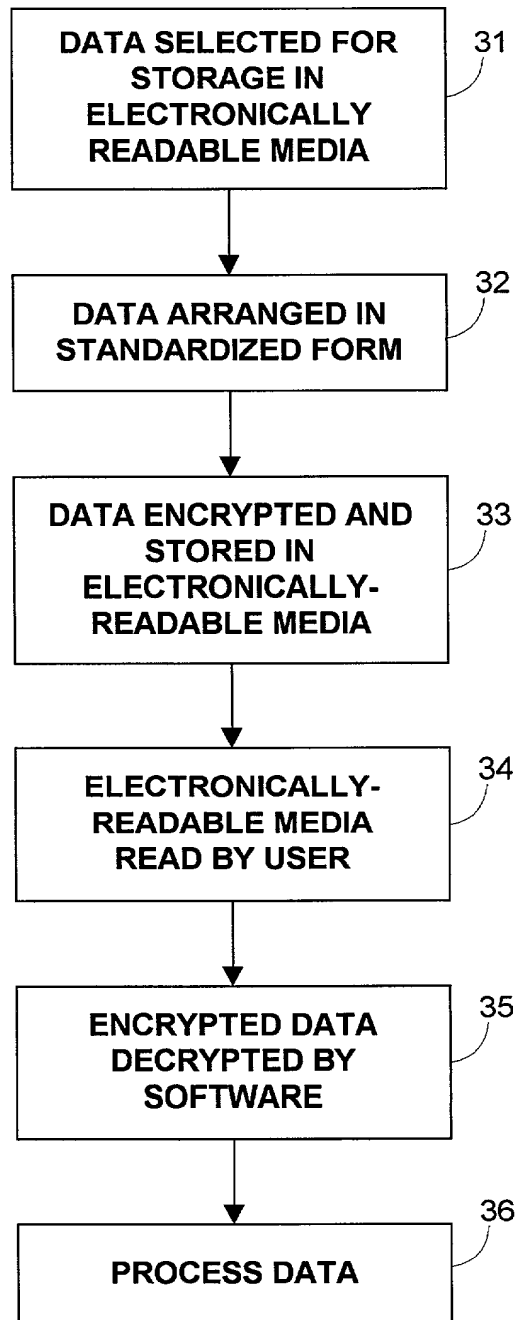 DATA SELECTED FOR
STORAGE IN
ELECTRONICALLY
READABLE MEDIA
31
DATA ARRANGED IN
STANDARDIZED FORM
32
DATA ENCRYPTED AND
STORED IN
ELECTRONICALLY-
READABLE MEDIA
33
ELECTRONICALLY-
READABLE MEDIA
READ BY USER
34
ENCRYPTED DATA
DECRYPTED BY
SOFTWARE
35
PROCESS DATA
36